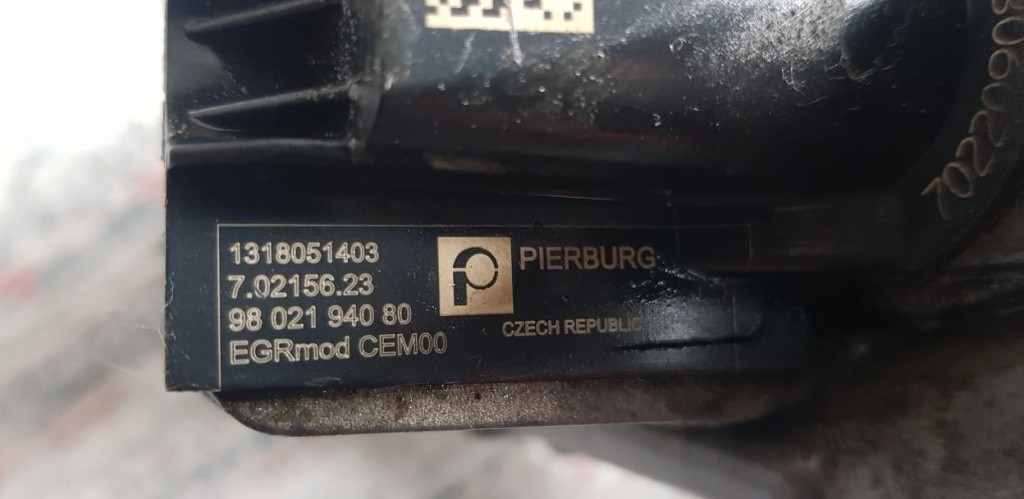 1318051403
7.02156.23
98 021 940 80
EGRmod CEM00
PIERBURG
CZECH REPUBLIC